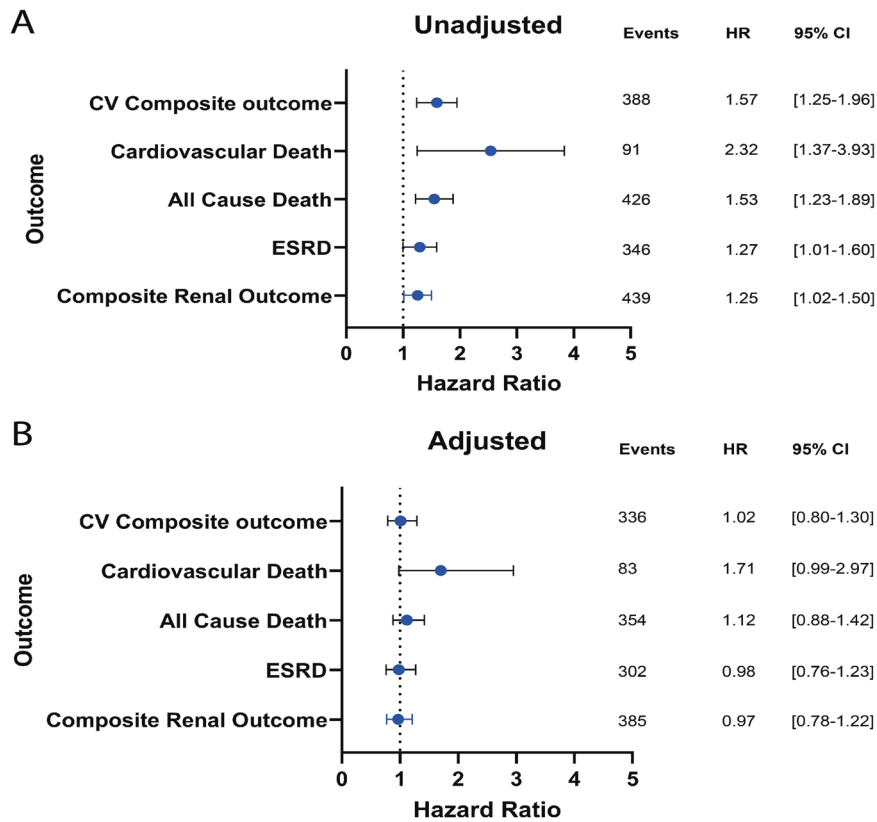 A
Unadjusted
Events HR 95% CI
CV Composite outcome 388 1.57 [1.25-1.96]
Cardiovascular Death 91 2.32 [1.37-3.93]
All Cause Death 426 1.53 [1.23-1.89]
ESRD 346 1.27 [1.01-1.60]
Composite Renal Outcome 439 1.25 [1.02-1.50]
Outcome
0 1 2 3 4 5
Hazard Ratio
B
Adjusted
Events HR 95% CI
CV Composite outcome 336 1.02 [0.80-1.30]
Cardiovascular Death 83 1.71 [0.99-2.97]
All Cause Death 354 1.12 [0.88-1.42]
ESRD 302 0.98 [0.76-1.23]
Composite Renal Outcome 385 0.97 [0.78-1.22]
Outcome
0 1 2 3 4 5
Hazard Ratio